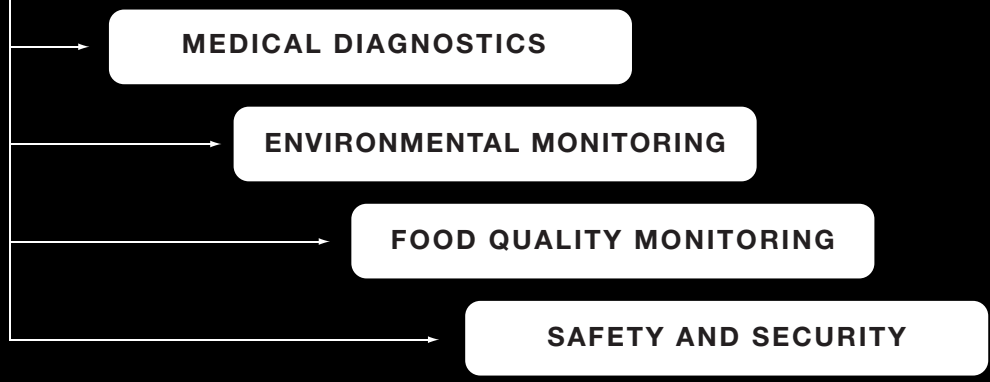 MEDICAL DIAGNOSTICS
ENVIRONMENTAL MONITORING
FOOD QUALITY MONITORING
SAFETY AND SECURITY